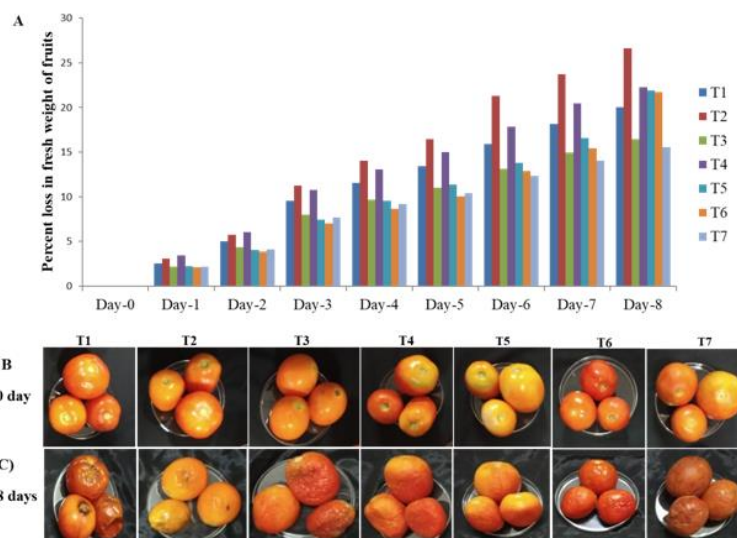 A
Percent loss in fresh weight of fruits
30
25
20
15
10
5
0
Day-0 Day-1 Day-2 Day-3 Day-4 Day-5 Day-6 Day-7 Day-8
T1
T2
T3
T4
T5
T6
T7
T1 T2 T3 T4 T5 T6 T7
B
0 day
C)
8 days